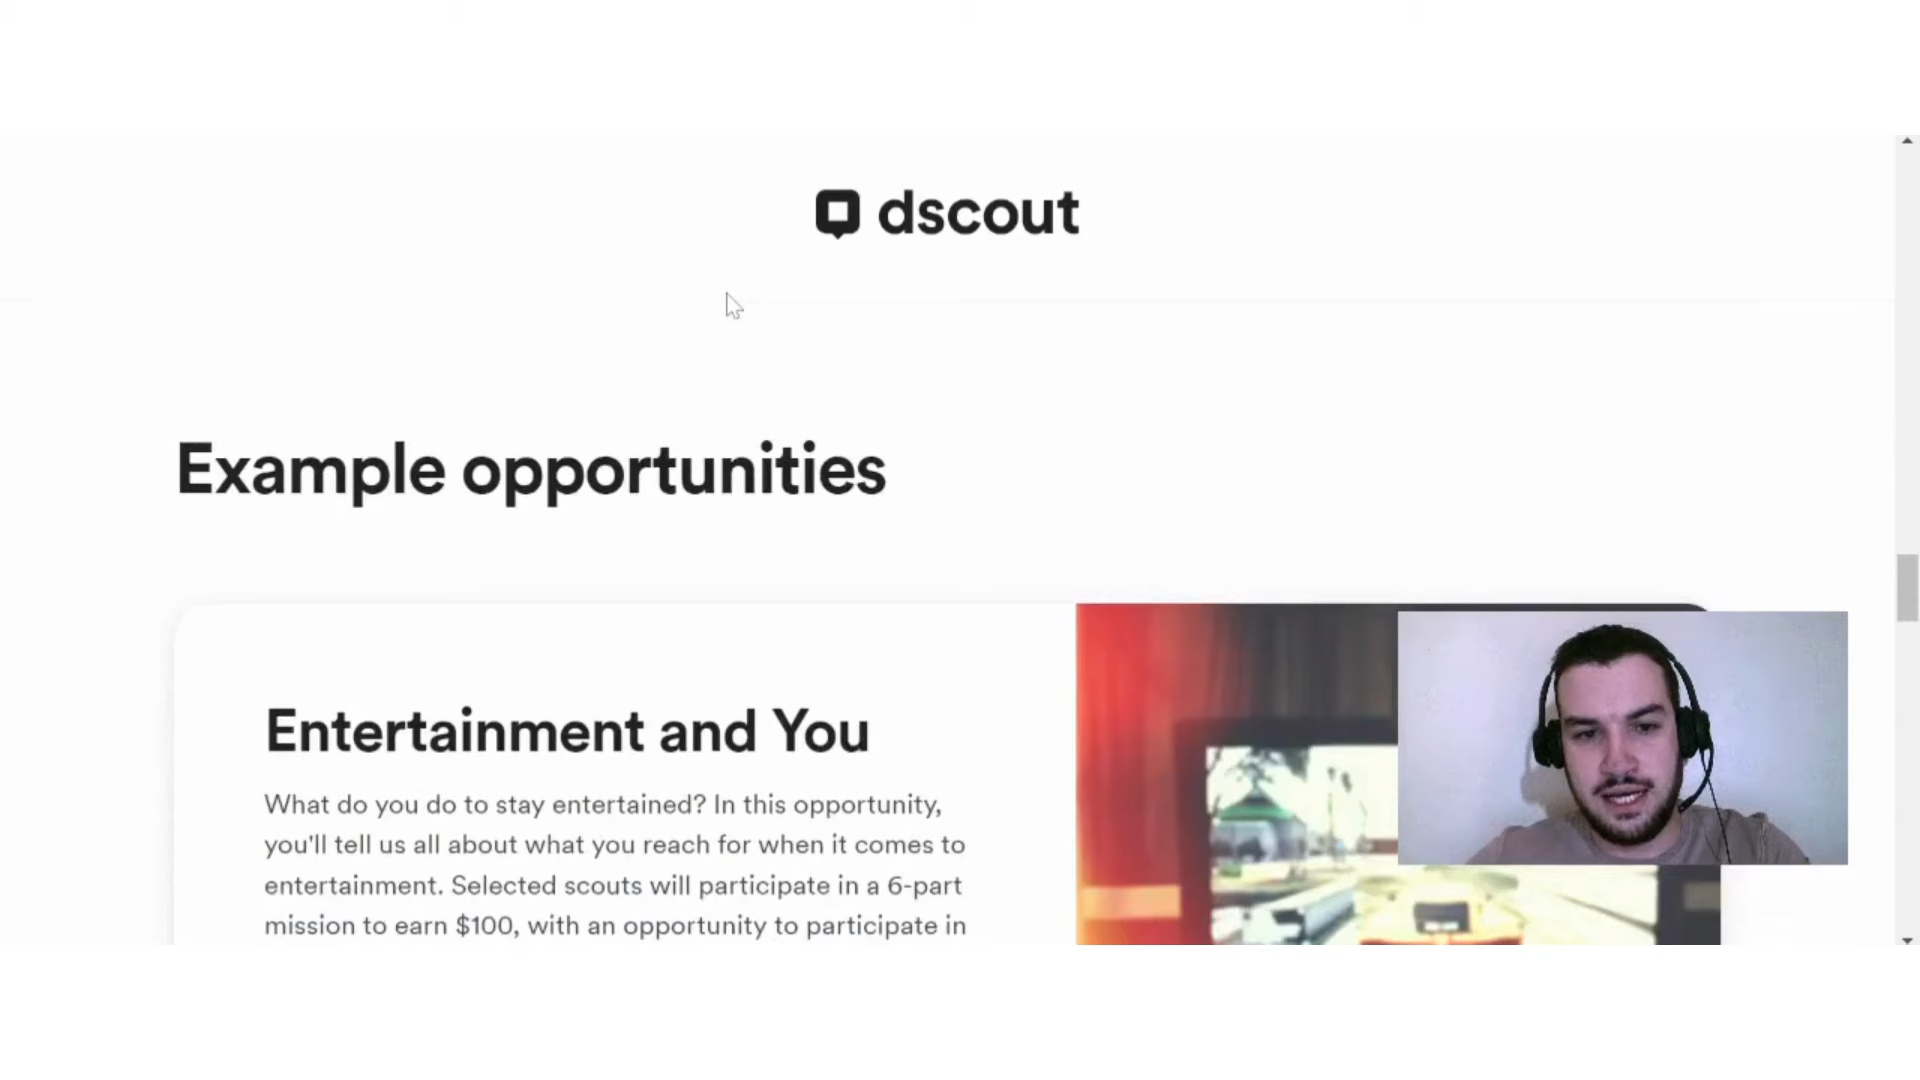 dscout
Example opportunities
Entertainment and You
What do you do to stay entertained? In this opportunity,
you'll tell us all about what you reach for when it comes to
entertainment. Selected scouts will participate in a 6-part
mission to earn $100, with an opportunity to participate in